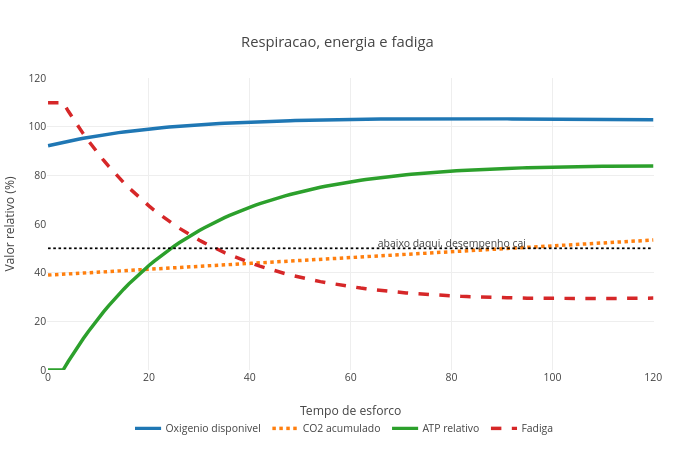 Respiracao, energia e fadiga
Valor relativo (%)
120
100
80
60
40
20
0
abaixo daqui, desempenho cai
0 20 40 60 80 100 120
Tempo de esforco
Oxigenio disponivel CO2 acumulado ATP relativo Fadiga